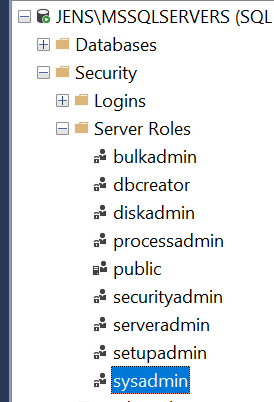 JENS\MSSQLSERVERS (SQL
Databases
Security
Logins
Server Roles
bulkadmin
dbcreator
diskadmin
processadmin
public
securityadmin
serveradmin
setupadmin
sysadmin